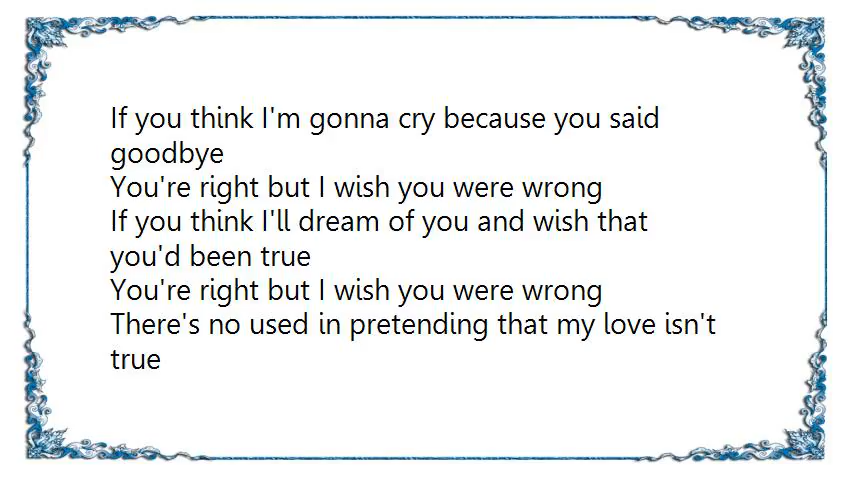 If you think I'm gonna cry because you said
goodbye
You're right but I wish you were wrong
If you think I'll dream of you and wish that
you'd been true
You're right but I wish you were wrong
There's no used in pretending that my love isn't
true